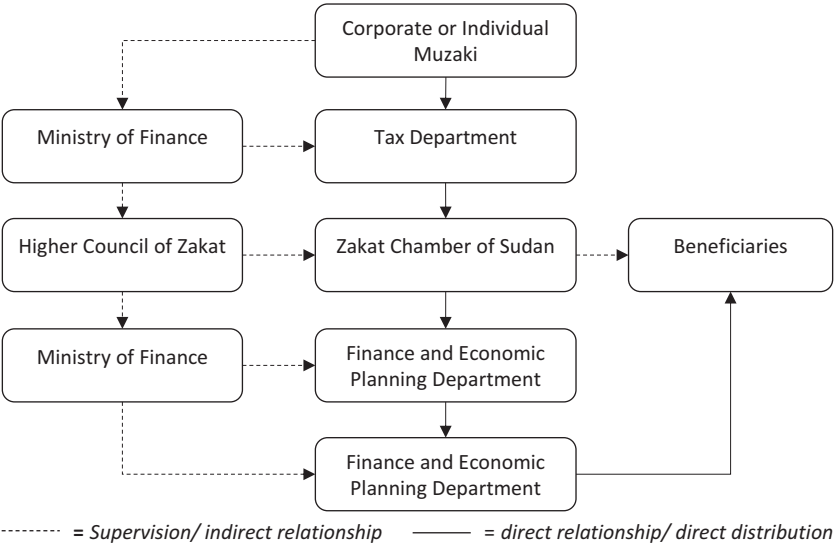 Corporate or Individual
Muzaki
Ministry of Finance
Tax Department
Higher Council of Zakat
Zakat Chamber of Sudan
Beneficiaries
Ministry of Finance
Finance and Economic
Planning Department
Finance and Economic
Planning Department
= Supervision/ indirect relationship
= direct relationship/ direct distribution